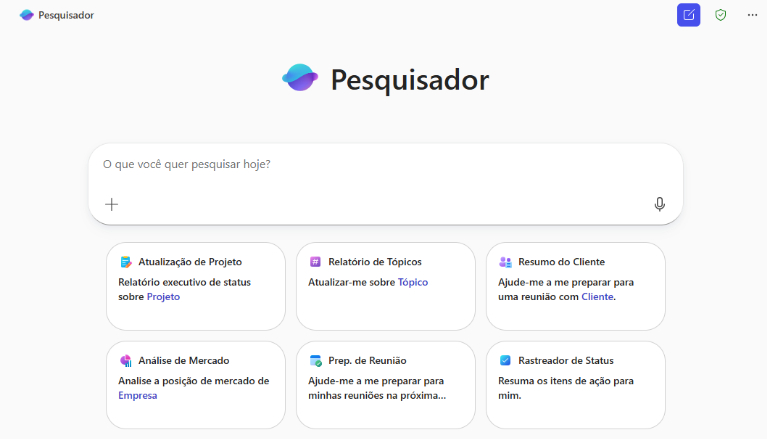 Pesquisador
Pesquisador
O que você quer pesquisar hoje?
Atualização de Projeto
Relatório executivo de status
sobre Projeto
Relatório de Tópicos
Atualizar-me sobre Tópico
Resumo do Cliente
Ajude-me a me preparar para
uma reunião com Cliente.
Análise de Mercado
Analise a posição de mercado de
Empresa
Prep. de Reunião
Ajude-me a me preparar para
minhas reuniões na próxima...
Rastreador de Status
Resuma os itens de ação para
mim.